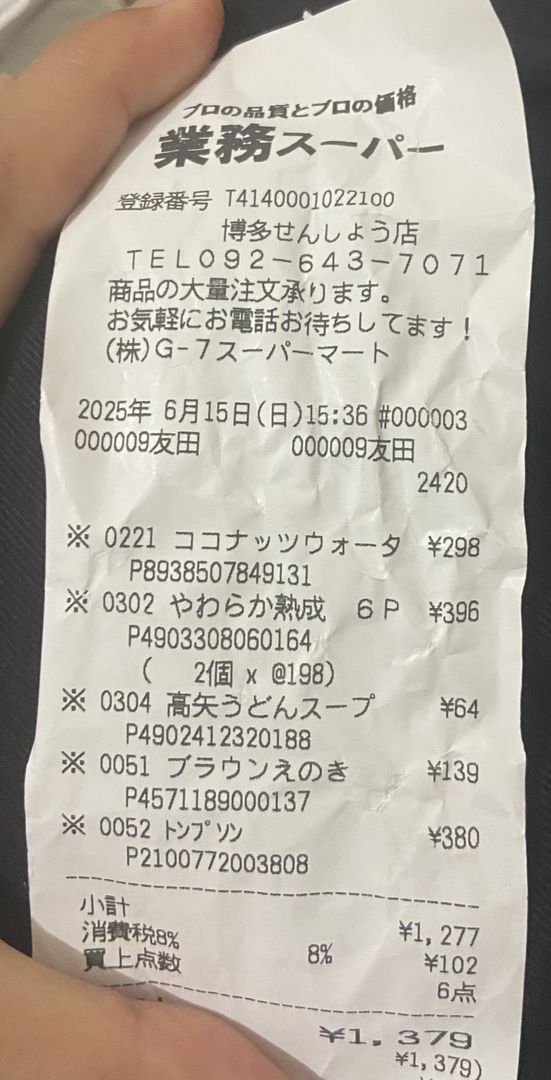 プロの品質とプロの価格
業務スーパー
登録番号 T4140001022100
博多せんしょう店
TEL092-643-7071
商品の大量注文承ります。
お気軽にお電話お待ちしてます!
(株)G-7スーパーマート
2025年 6月15日(日)15:36 #000003
000009友田 000009友田
2420
※ 0221 ココナッツウォータ ¥298
P8938507849131
※ 0302 やわらか熟成 6P ¥396
P4903308060164
( 2個 x @198)
※ 0304 高矢うどんスープ ¥64
P4902412320188
※ 0051 ブラウンえのき ¥139
P4571189000137
※ 0052 トンプソン ¥380
P2100772003808
小計 ¥1,277
消費税8% 8% ¥102
買上点数 6点
¥1,379
¥1,379)